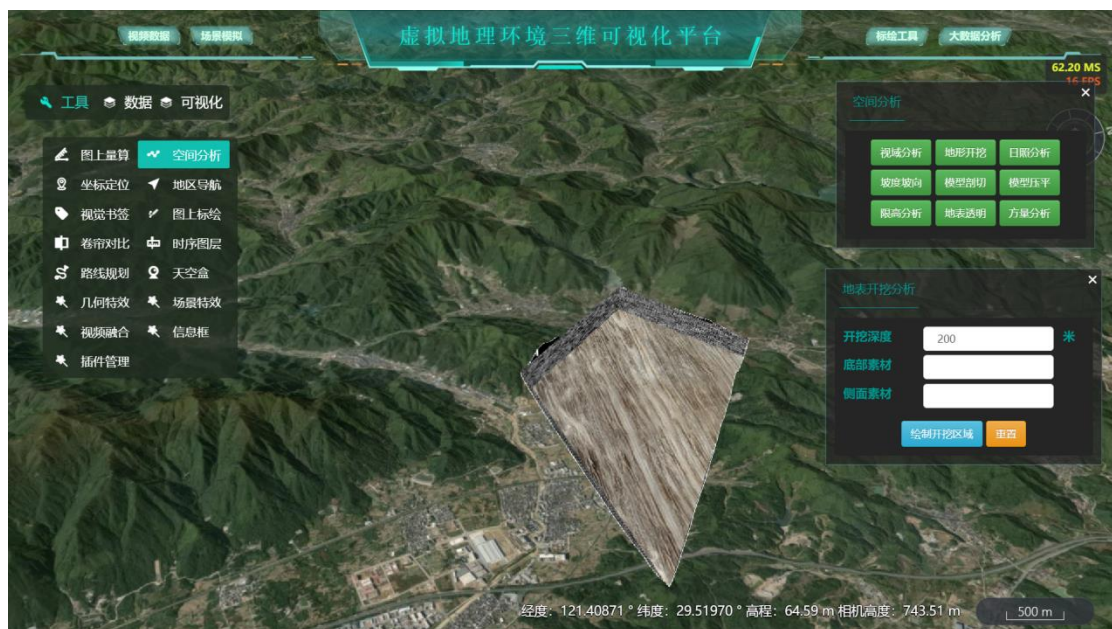 视频数据 场景模拟 虚拟地理环境三维可视化平台 标绘工具 大数据分析
62.20 MS
16 FPS
工具 数据 可视化
图上量算 空间分析
坐标定位 地区导航
视觉书签 图上标绘
卷帘对比 时序图层
路线规划 天空盒
几何特效 场景特效
视频融合 信息框
插件管理
空间分析 ×
视域分析 地形开挖 日照分析
坡度坡向 模型剖切 模型压平
限高分析 地表透明 方量分析
地表开挖分析 ×
开挖深度 200 米
底部素材
侧面素材
绘制开挖区域 重置
经度：121.40871 ° 纬度：29.51970 ° 高程：64.59 m 相机高度：743.51 m 500 m